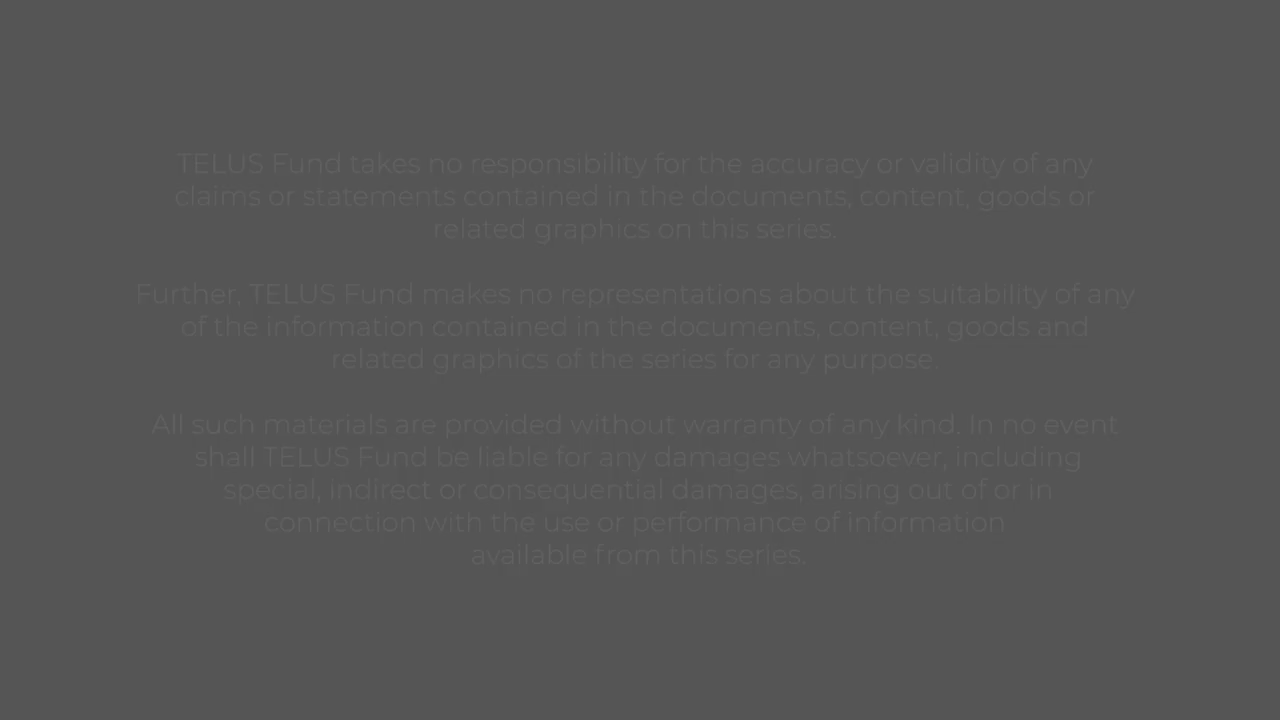 TELUS Fund takes no responsibility for the accuracy or validity of any
claims or statements contained in the documents, content, goods or
related graphics on this series.
Further, TELUS Fund makes no representations about the suitability of any
of the information contained in the documents, content, goods and
related graphics of the series for any purpose.
All such materials are provided without warranty of any kind. In no event
shall TELUS Fund be liable for any damages whatsoever, including
special, indirect or consequential damages, arising out of or in
connection with the use or performance of information
available from this series.